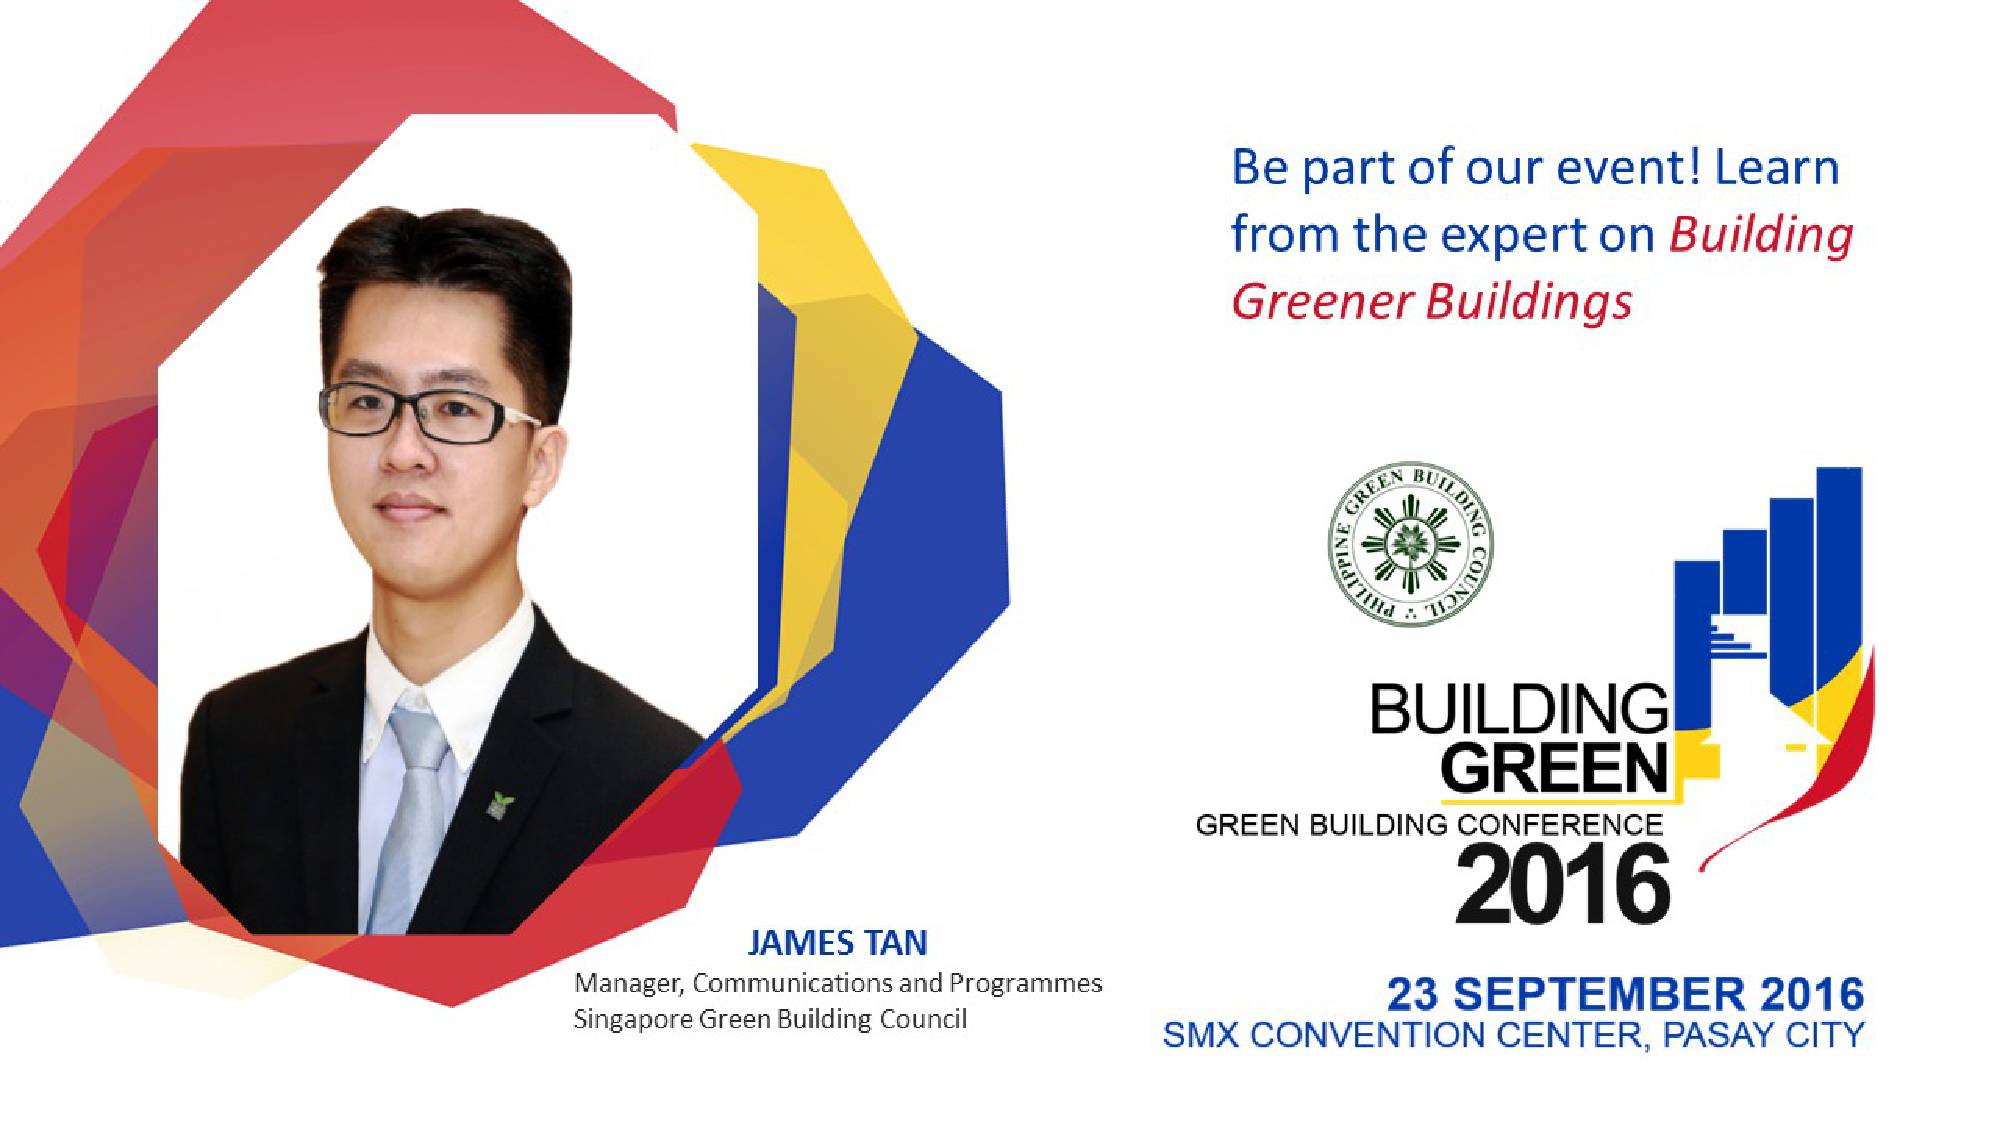 Be part of our event! Learn
from the expert on Building
Greener Buildings
PHILIPPINE GREEN BUILDING COUNCIL
BUILDING
GREEN
GREEN BUILDING CONFERENCE
2016
23 SEPTEMBER 2016
SMX CONVENTION CENTER, PASAY CITY
JAMES TAN
Manager, Communications and Programmes
Singapore Green Building Council